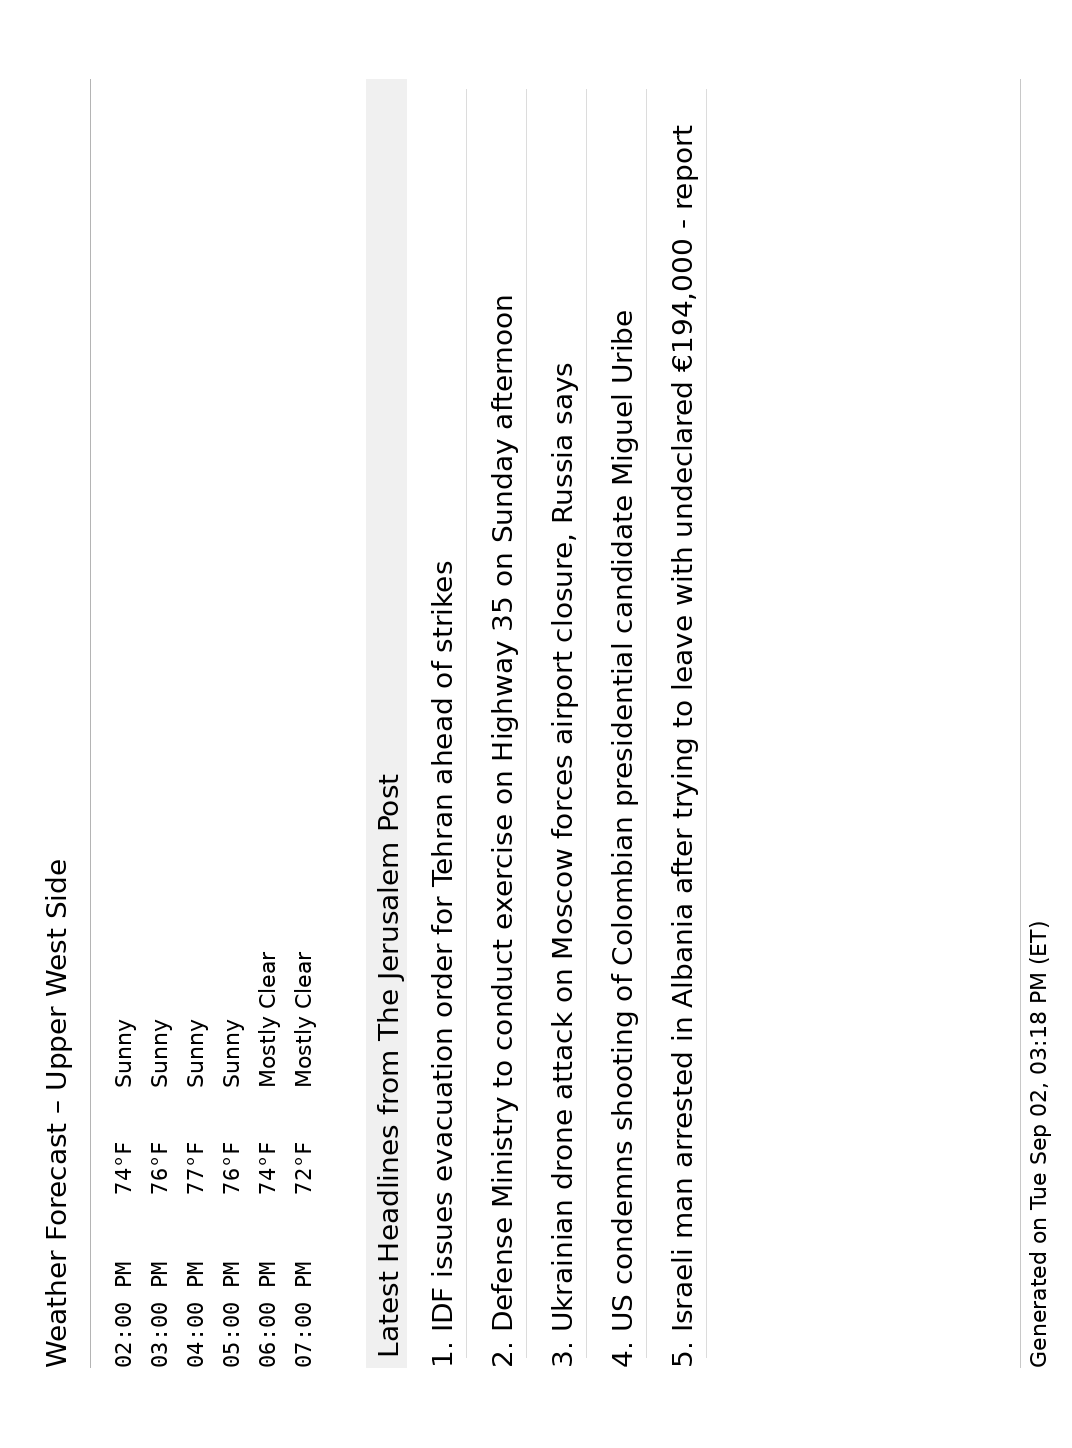 Weather Forecast – Upper West Side
02:00 PM 74°F Sunny
03:00 PM 76°F Sunny
04:00 PM 77°F Sunny
05:00 PM 76°F Sunny
06:00 PM 74°F Mostly Clear
07:00 PM 72°F Mostly Clear
Latest Headlines from The Jerusalem Post
1. IDF issues evacuation order for Tehran ahead of strikes
2. Defense Ministry to conduct exercise on Highway 35 on Sunday afternoon
3. Ukrainian drone attack on Moscow forces airport closure, Russia says
4. US condemns shooting of Colombian presidential candidate Miguel Uribe
5. Israeli man arrested in Albania after trying to leave with undeclared €194,000 - report
Generated on Tue Sep 02, 03:18 PM (ET)